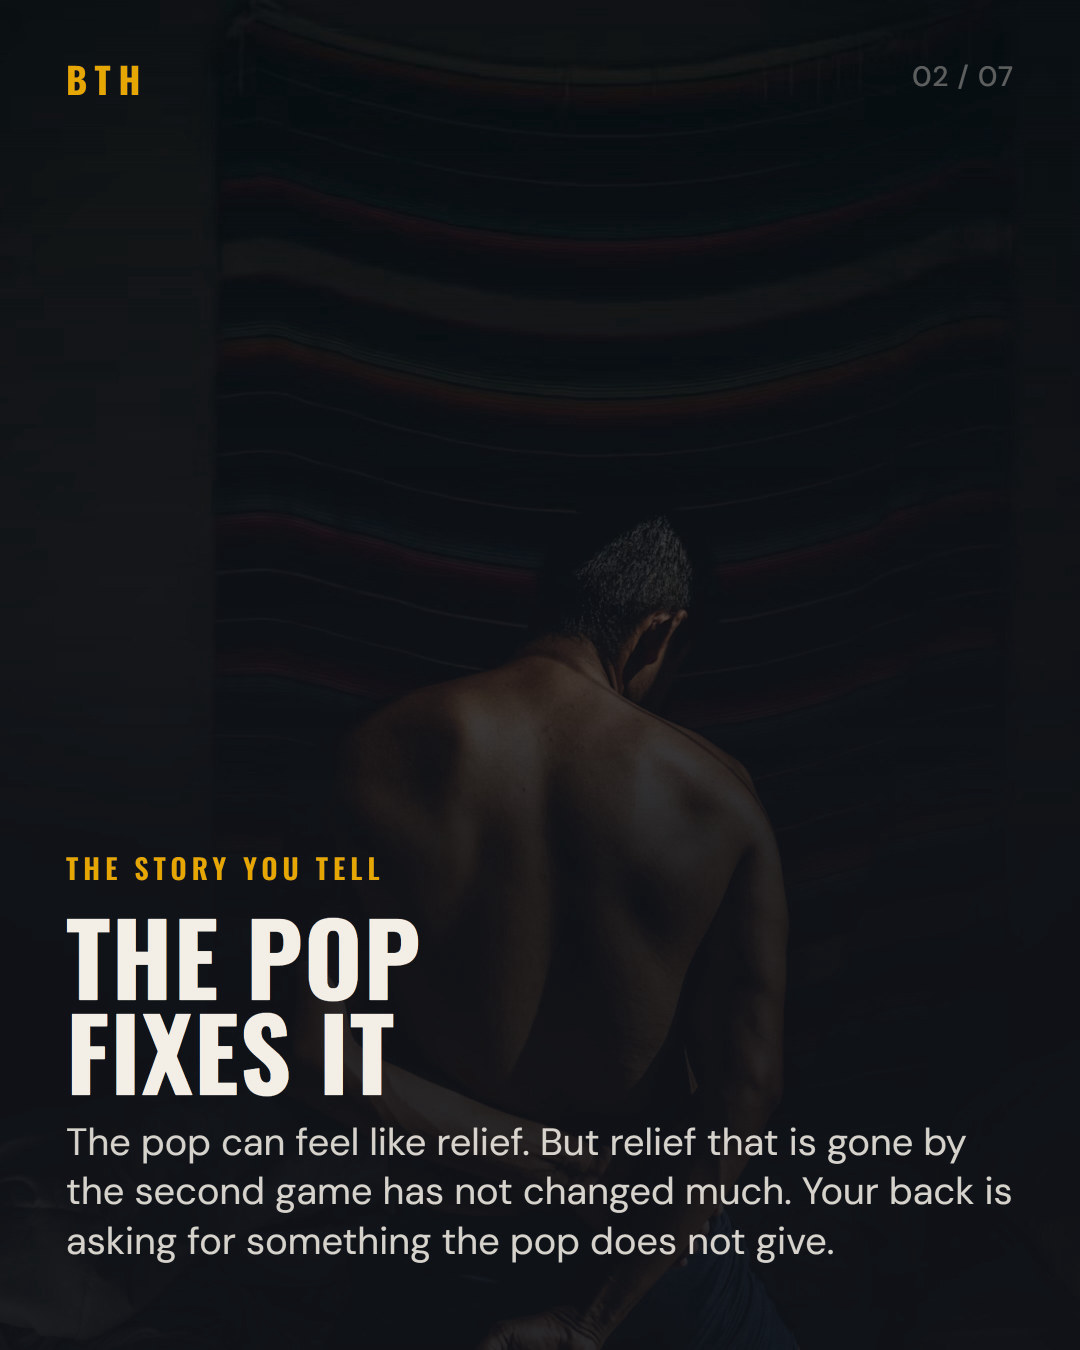 BTH
02 / 07
THE STORY YOU TELL
THE POP
FIXES IT
The pop can feel like relief. But relief that is gone by
the second game has not changed much. Your back is
asking for something the pop does not give.